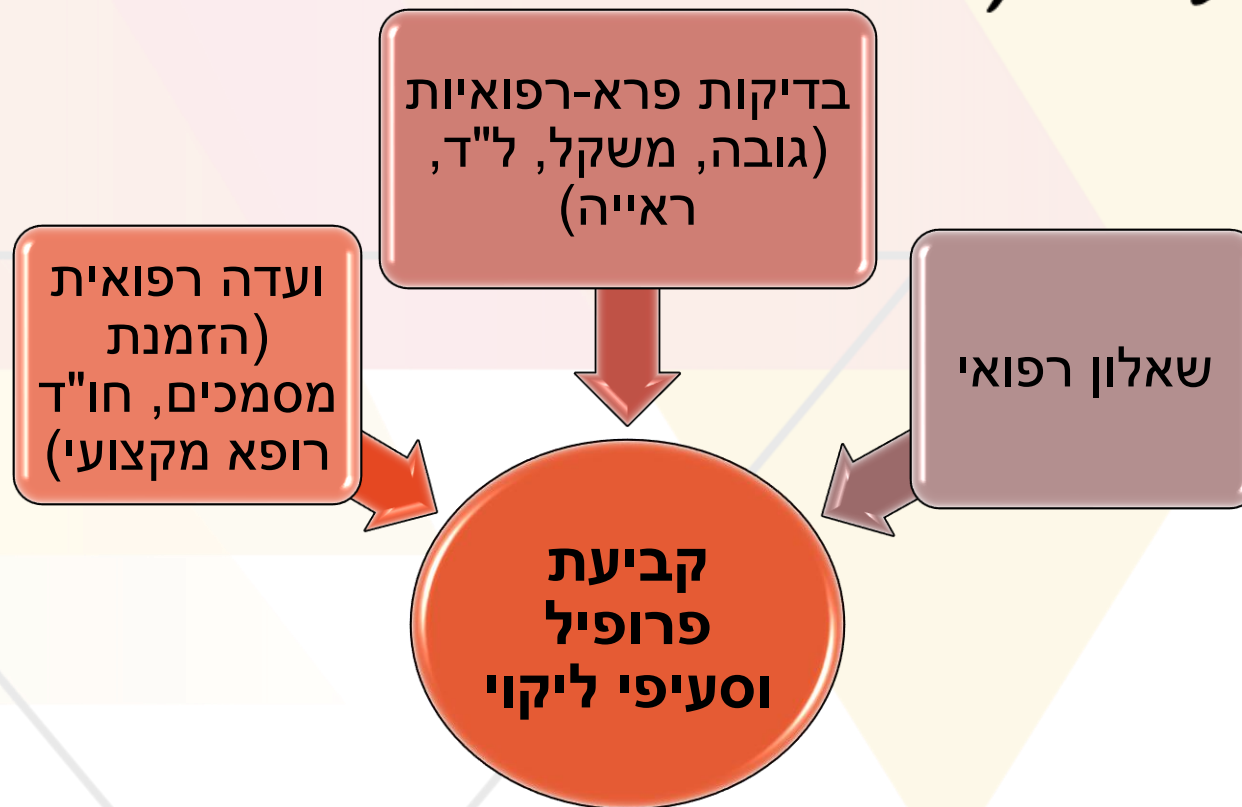 בדיקות פרא-רפואיות
(גובה, משקל, ל"ד,
ראייה)
שאלון רפואי
ועדה רפואית
(הזמנת
מסמכים, חו"ד
רופא מקצועי)
קביעת
פרופיל
וסעיפי ליקוי